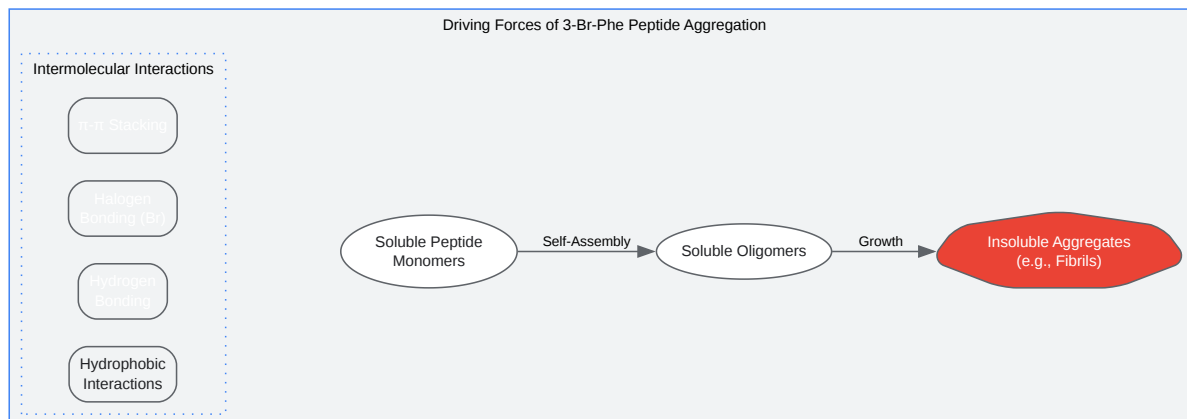 Driving Forces of 3-Br-Phe Peptide Aggregation
Intermolecular Interactions
π-π Stacking
Halogen
Bonding (Br)
Hydrogen
Bonding
Hydrophobic
Interactions
Soluble Peptide
Monomers
Self-Assembly
Soluble Oligomers
Growth
Insoluble Aggregates
(e.g., Fibrils)